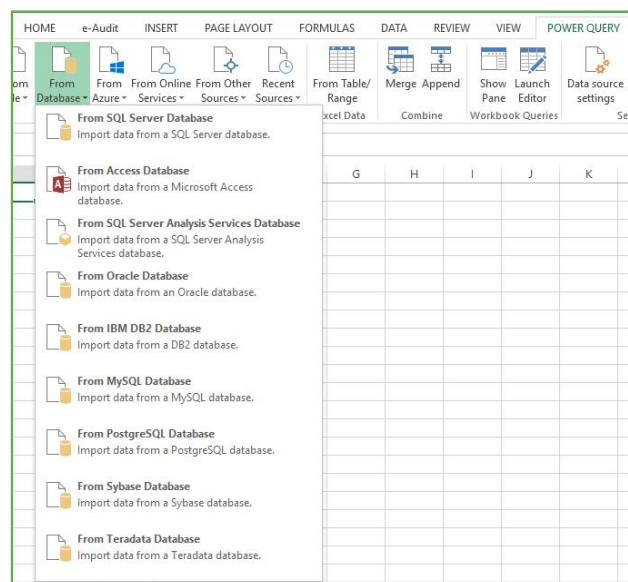 HOME e-Audit INSERT PAGE LAYOUT FORMULAS DATA REVIEW VIEW POWER QUERY
From From From Online From Other Recent From Table/ Merge Append Show Launch Data source
Database Azure Services Sources Sources Range Pane Editor settings
xcel Data Combine Workbook Queries Se
From SQL Server Database
Import data from a SQL Server database.
From Access Database
Import data from a Microsoft Access
database.
From SQL Server Analysis Services Database
Import data from a SQL Server Analysis
Services database.
From Oracle Database
Import data from an Oracle database.
From IBM DB2 Database
Import data from a DB2 database.
From MySQL Database
Import data from a MySQL database.
From PostgreSQL Database
Import data from a PostgreSQL database.
From Sybase Database
Import data from a Sybase database.
From Teradata Database
Import data from a Teradata database.
G H I J K